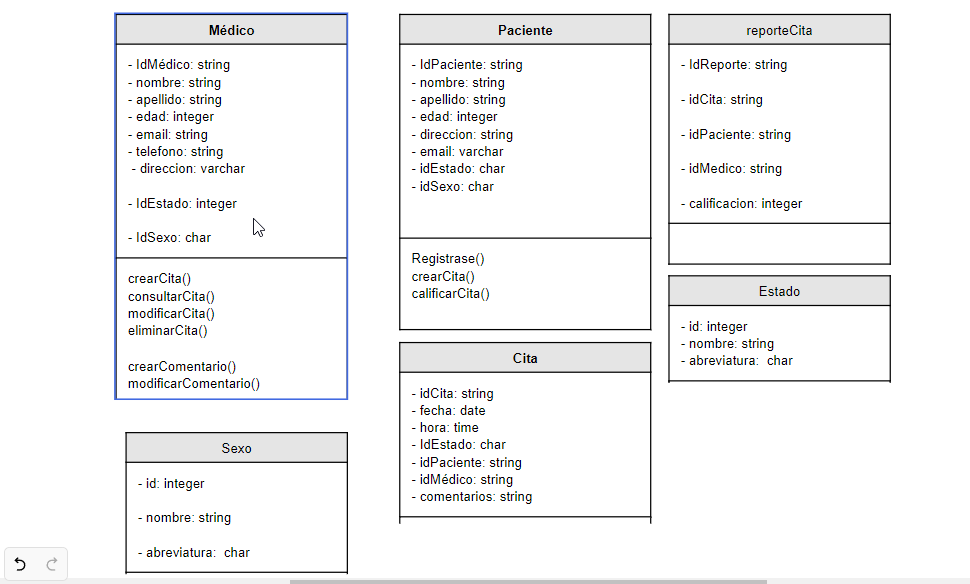 Médico
- IdMédico: string
- nombre: string
- apellido: string
- edad: integer
- email: string
- telefono: string
- direccion: varchar
- IdEstado: integer
- IdSexo: char
crearCita()
consultarCita()
modificarCita()
eliminarCita()
crearComentario()
modificarComentario()
Paciente
- IdPaciente: string
- nombre: string
- apellido: string
- edad: integer
- direccion: string
- email: varchar
- idEstado: char
- idSexo: char
Registrase()
crearCita()
calificarCita()
reporteCita
- IdReporte: string
- idCita: string
- idPaciente: string
- idMedico: string
- calificacion: integer
Estado
- id: integer
- nombre: string
- abreviatura:  char
Cita
- idCita: string
- fecha: date
- hora: time
- IdEstado: char
- idPaciente: string
- idMédico: string
- comentarios: string
Sexo
- id: integer
- nombre: string
- abreviatura:  char